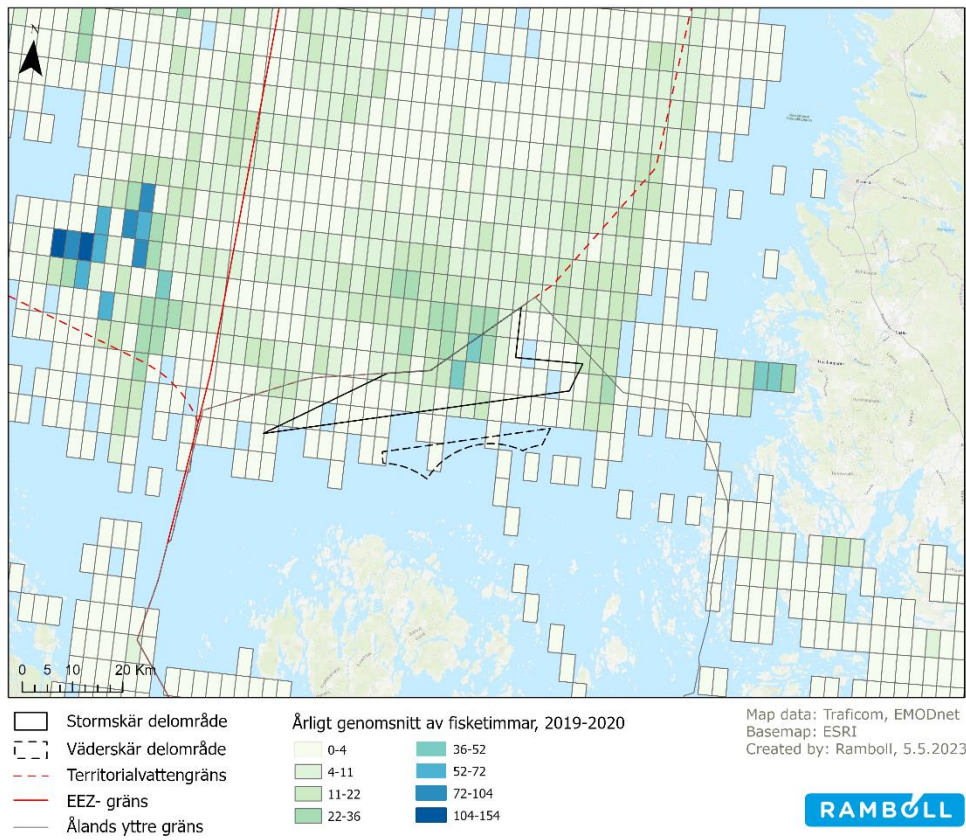 N
0 5 10 20 Km
Stormskär delområde
Väderskär delområde
Territorialvattengräns
EEZ- gräns
Ålands yttre gräns
Årligt genomsnitt av fisketimmar, 2019-2020
0-4
4-11
11-22
22-36
36-52
52-72
72-104
104-154
Map data: Traficom, EMODnet
Basemap: ESRI
Created by: Ramboll, 5.5.2023
RAMBOLL